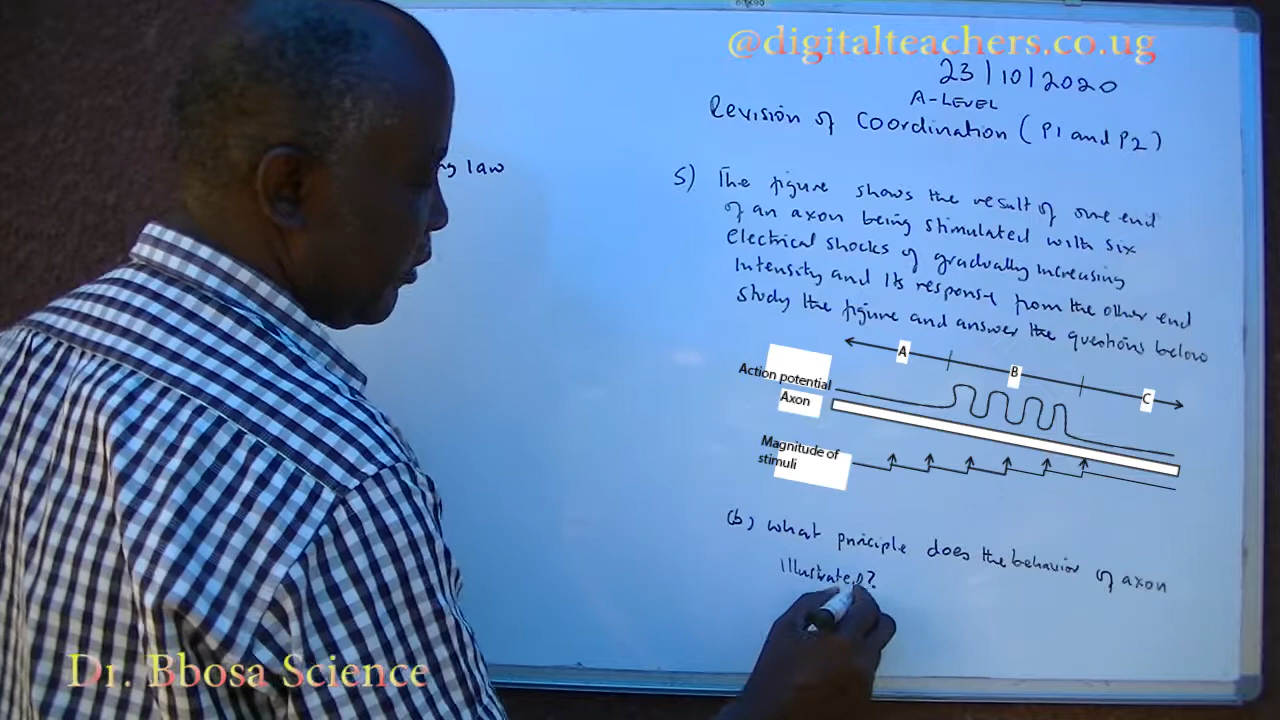 @digitalteachers.co.ug
23/10/2020
A-LEVEL
Revision of Coordination (P1 and P2)
law
5) The figure shows the result of one end
of an axon being stimulated with six
electrical shocks of gradually increasing
Intensity and Its response from the other end
study the figure and answer the questions below
A
B
C
Action potential
Axon
Magnitude of
stimuli
(b) what principle does the behavior of axon
Illustrate?
Dr. Bbosa Science